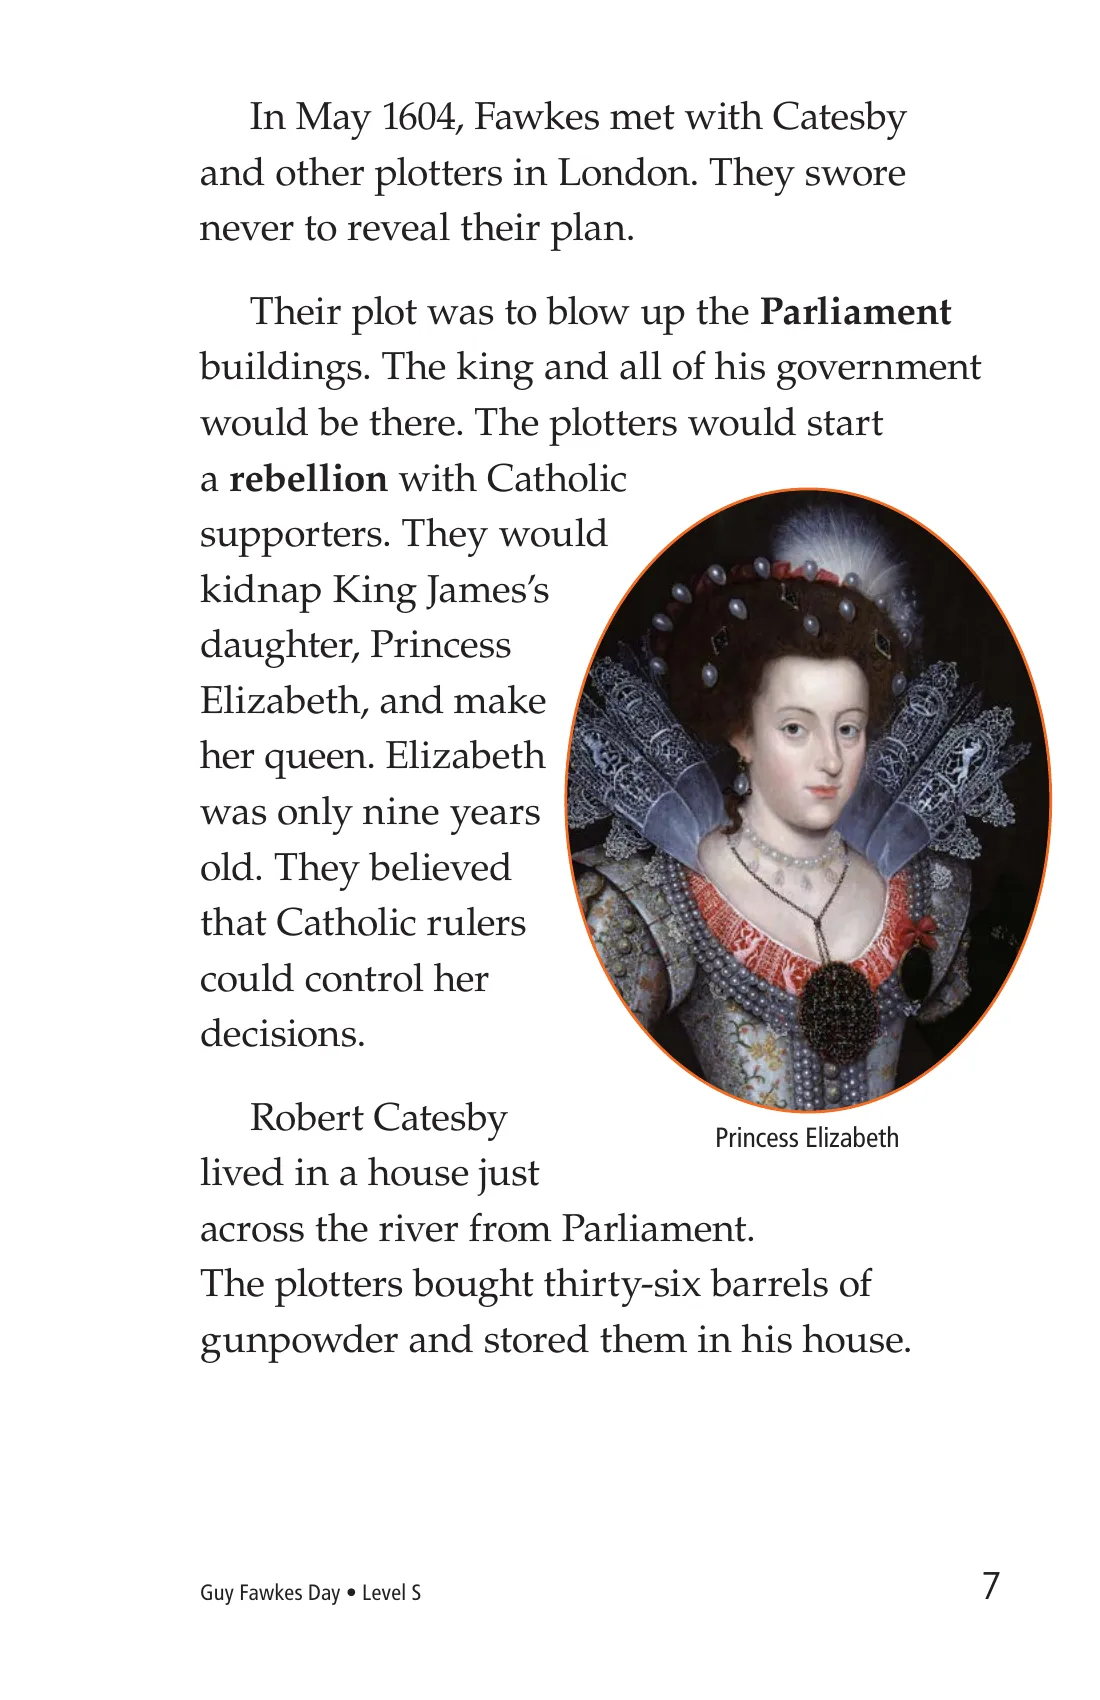 In May 1604, Fawkes met with Catesby
and other plotters in London. They swore
never to reveal their plan.
Their plot was to blow up the Parliament
buildings. The king and all of his government
would be there. The plotters would start
a rebellion with Catholic
supporters. They would
kidnap King James’s
daughter, Princess
Elizabeth, and make
her queen. Elizabeth
was only nine years
old. They believed
that Catholic rulers
could control her
decisions.
Princess Elizabeth
Robert Catesby
lived in a house just
across the river from Parliament.
The plotters bought thirty-six barrels of
gunpowder and stored them in his house.
Guy Fawkes Day • Level S
7